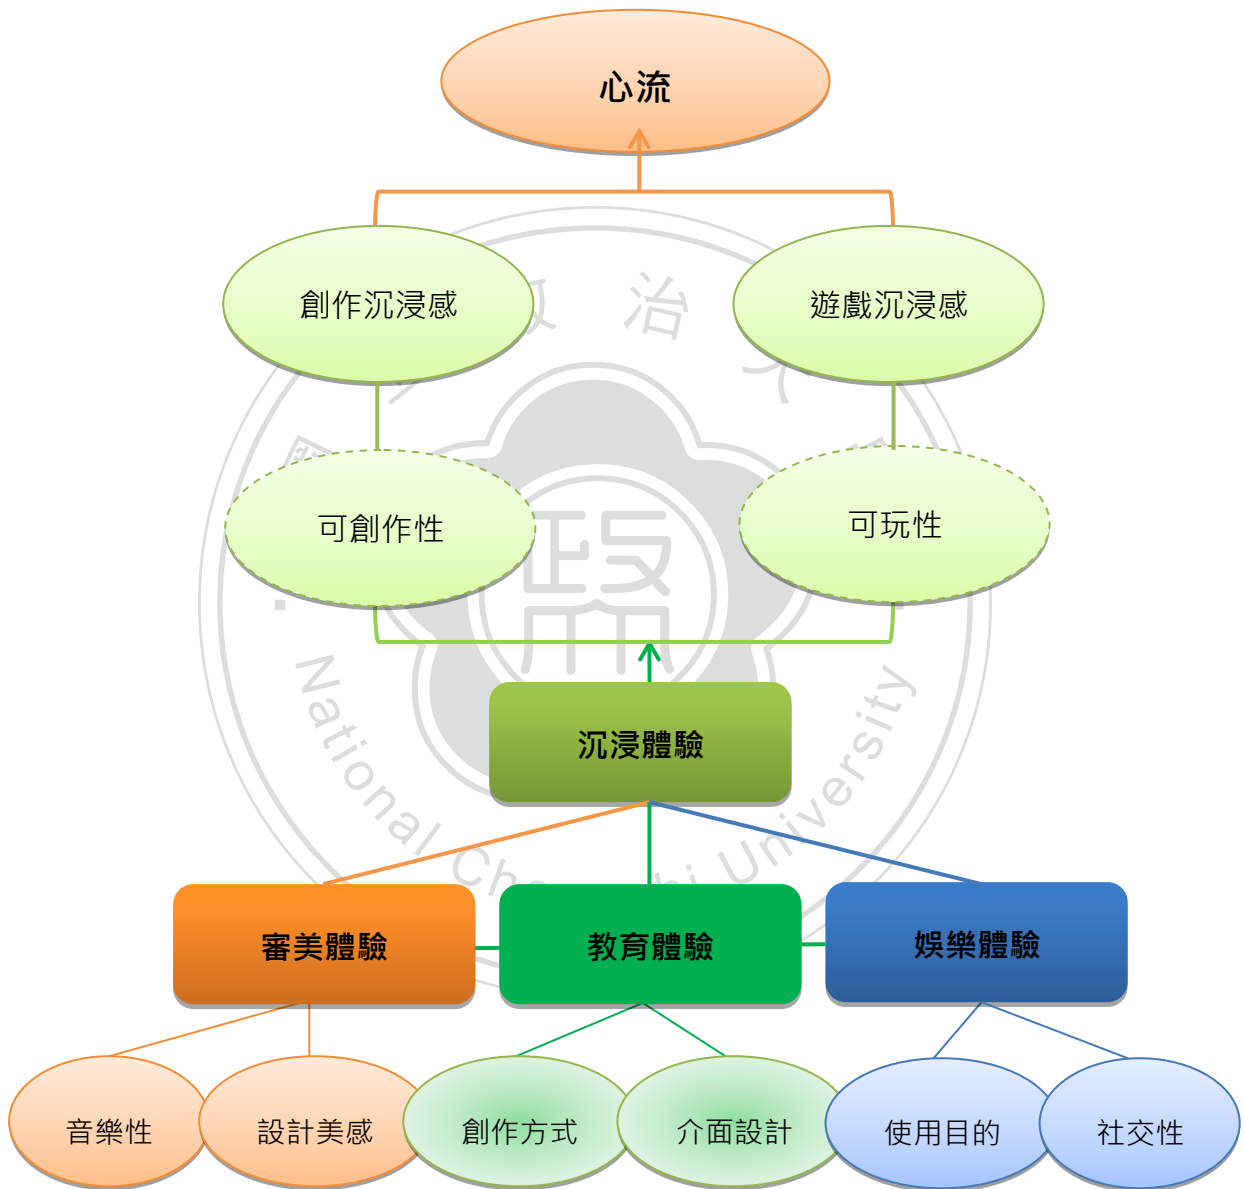 心流
創作沉浸感
遊戲沉浸感
治
可創作性
可玩性
沉浸體驗
審美體驗
教育體驗
娛樂體驗
音樂性
設計美感
創作方式
介面設計
使用目的
社交性
National
University